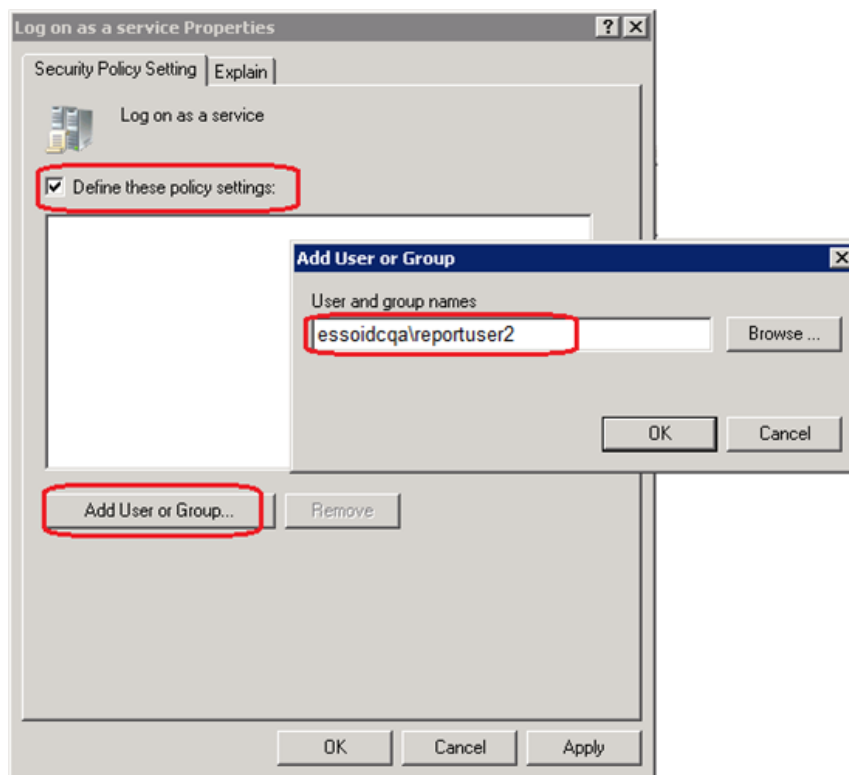 Log on as a service Properties
Security Policy Setting
Explain
Log on as a service
Define these policy settings:
Add User or Group
User and group names
essoidcqa\reportuser2
Browse ...
OK
Cancel
Add User or Group...
Remove
OK
Cancel
Apply